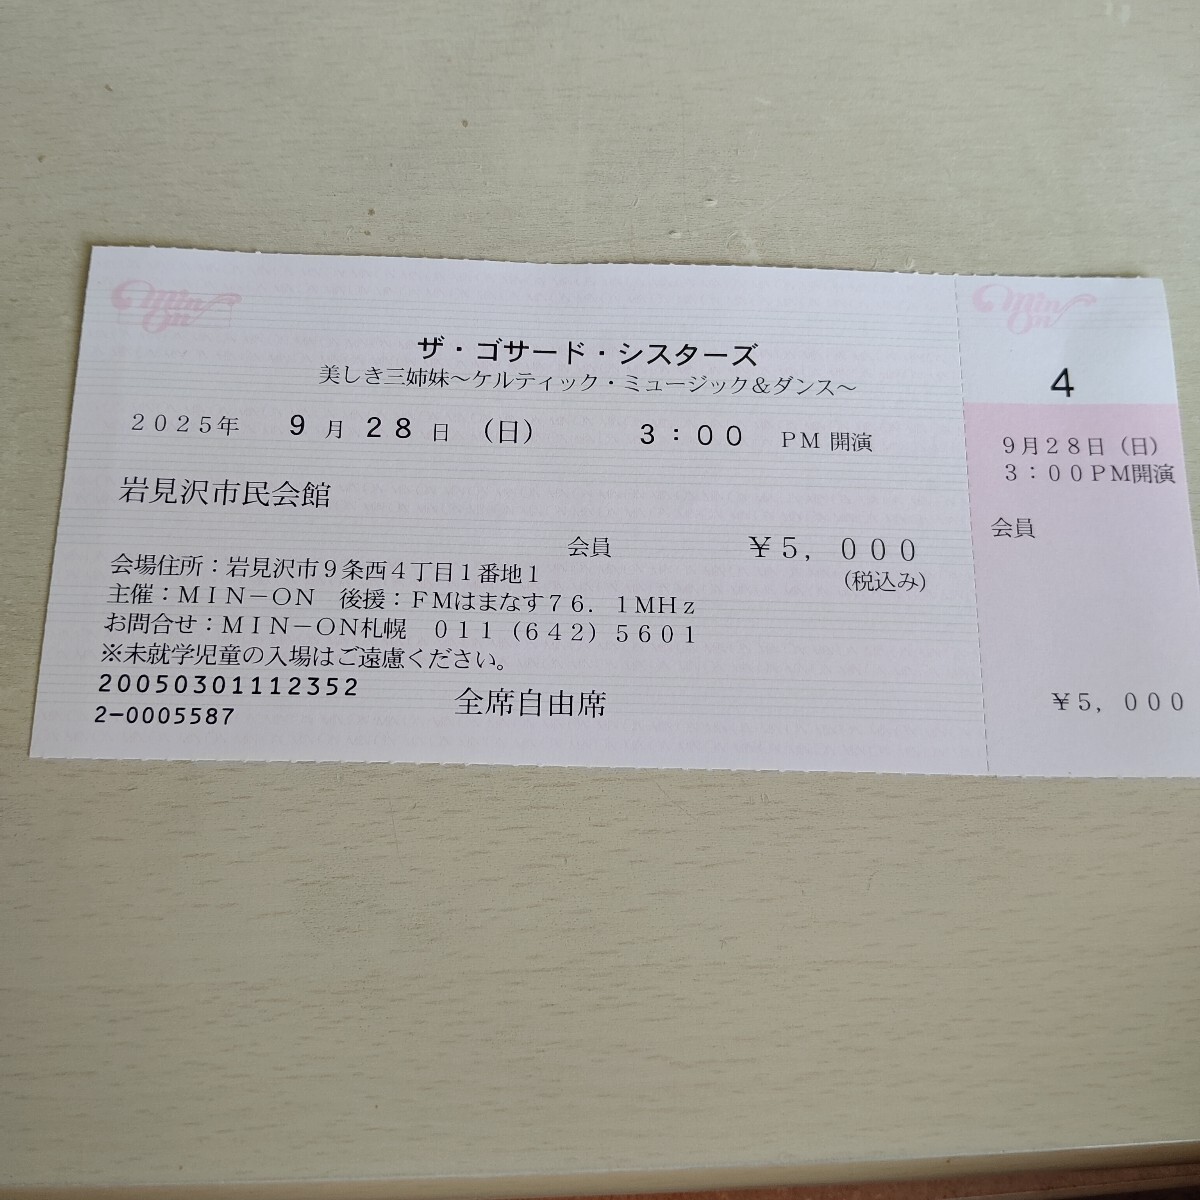 Min On
ザ・ゴサード・シスターズ
美しき三姉妹～ケルティック・ミュージック＆ダンス～
２０２５年 ９月２８日（日） ３：００ ＰＭ開演
岩見沢市民会館
会員 ￥５，０００
（税込み）
会場住所：岩見沢市９条西４丁目１番地１
主催：ＭＩＮ－ＯＮ 後援：ＦＭはまなす７６．１ＭＨｚ
お問合せ：ＭＩＮ－ＯＮ札幌 ０１１（６４２）５６０１
※未就学児童の入場はご遠慮ください。
20050301112352
2-0005587
全席自由席
Min On
4
９月２８日（日）
３：００ＰＭ開演
会員
￥５，０００